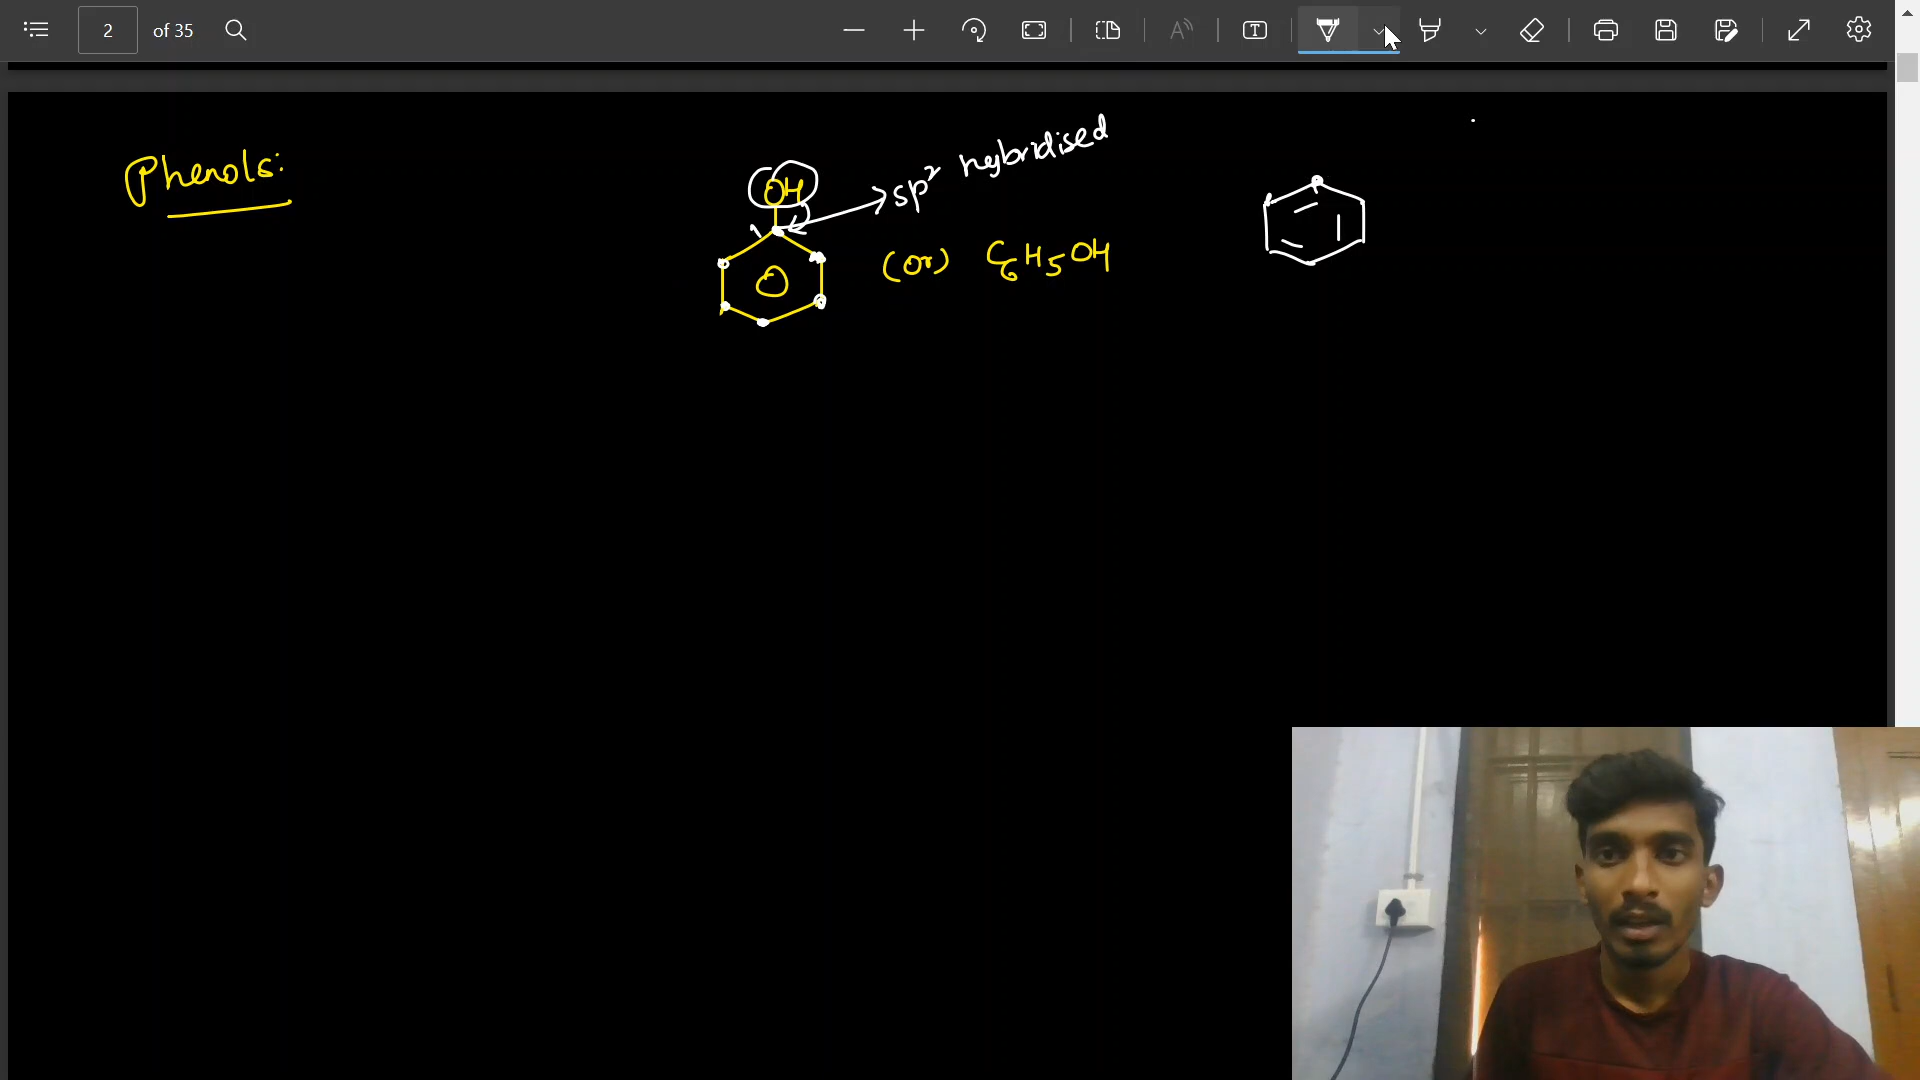 2 of 35
Phenols:
OH
sp² hybridised
(or) C₆H₅OH